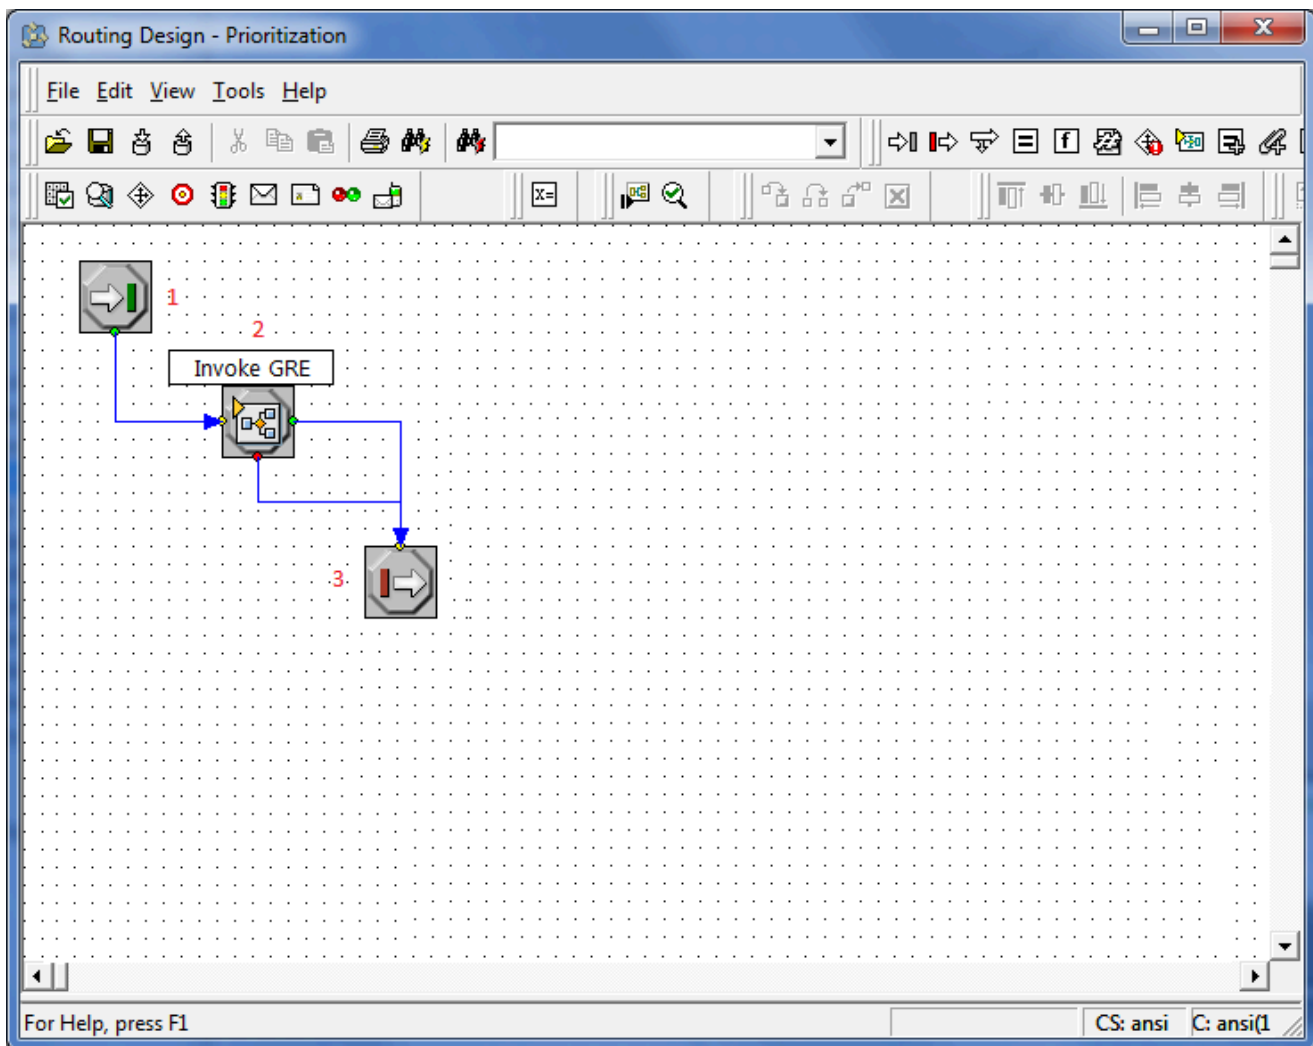 Routing Design - Prioritization
File Edit View Tools Help
X=
1
2
Invoke GRE
3
For Help, press F1
CS: ansi
C: ansi(1